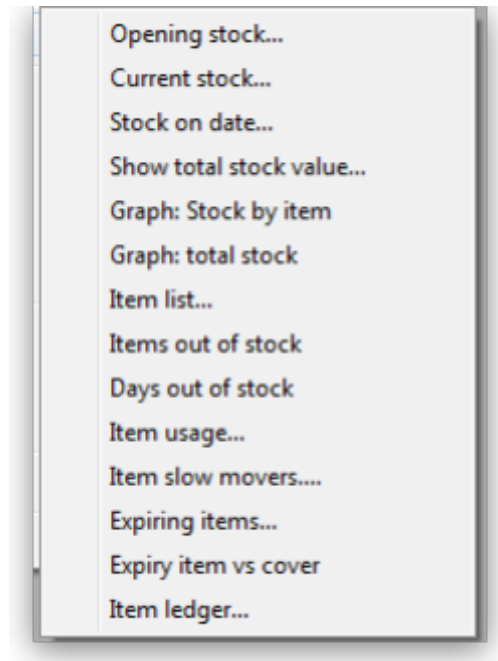 Opening stock...
Current stock...
Stock on date...
Show total stock value...
Graph: Stock by item
Graph: total stock
Item list...
Items out of stock
Days out of stock
Item usage...
Item slow movers....
Expiring items...
Expiry item vs cover
Item ledger...